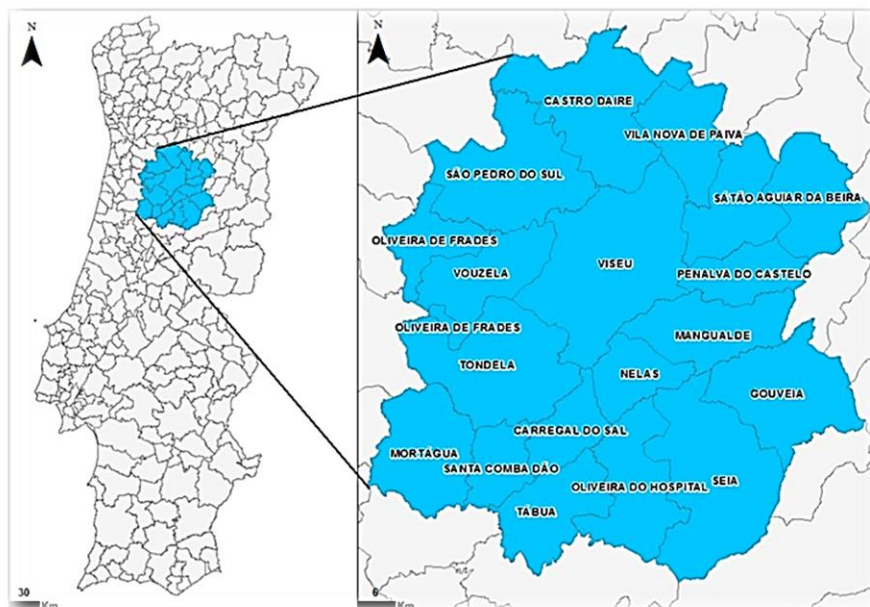 N
30
Km
N
CASTRO DAIRE
VILA NOVA DE PAIVA
SÃO PEDRO DO SUL
SÁTÃO AGUIAR DA BEIRA
OLIVEIRA DE FRADES
VISEU
VOUZELA
PENALVA DO CASTELO
OLIVEIRA DE FRADES
MANGUALDE
TONDELA
NELAS
GOUVEIA
CARREGAL DO SAL
MORTÁGUA
SANTA COMBA DÃO
OLIVEIRA DO HOSPITAL
SEIA
TÁBUA
6
Km